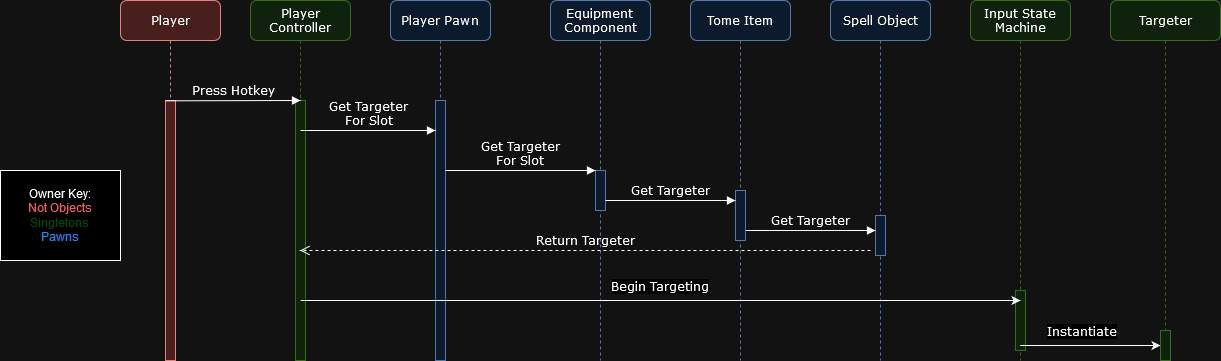 Player
Player
Controller
Player Pawn
Equipment
Component
Tome Item
Spell Object
Input State
Machine
Targeter
Press Hotkey
Get Targeter
For Slot
Get Targeter
For Slot
Owner Key:
Not Objects
Singletons
Pawns
Get Targeter
Get Targeter
Return Targeter
Begin Targeting
Instantiate